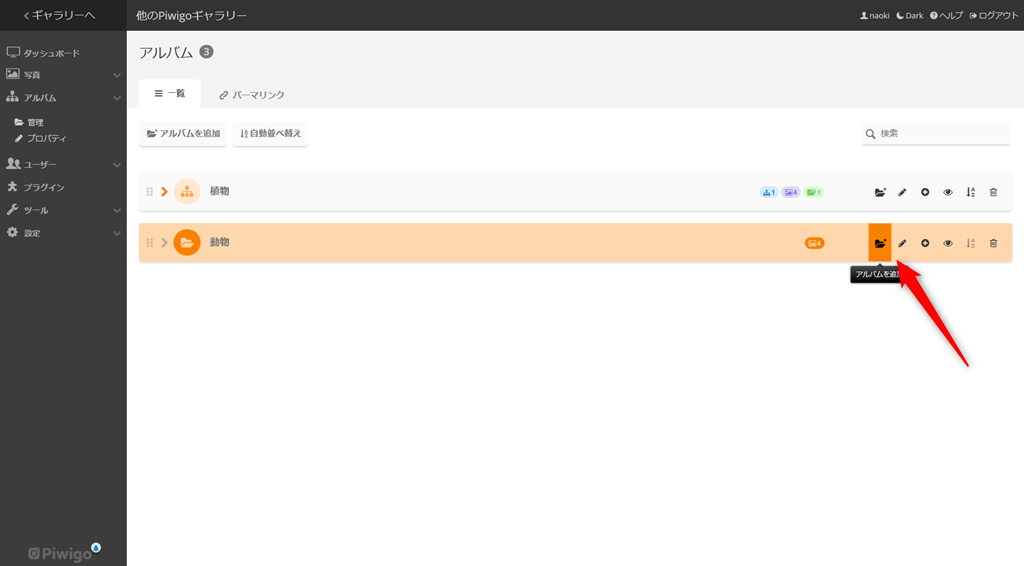 ギャラリーへ
他のPiwigoギャラリー
naoki Dark ヘルプ ログアウト
ダッシュボード
写真
アルバム
管理
プロパティ
ユーザー
プラグイン
ツール
設定
Piwigo
アルバム 3
一覧 パーマリンク
アルバムを追加 自動並べ替え
検索
植物
1 4 1
動物
4
アルバムを追加